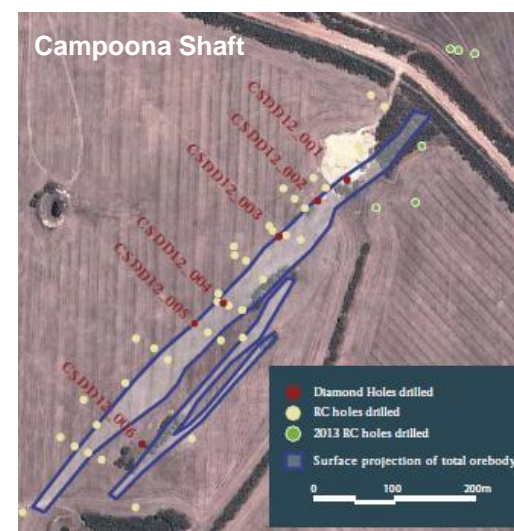 Campoona Shaft
CSDD12_001
CSDD12_002
CSDD12_003
CSDD12_004
CSDD12_005
CSDD12_006
Diamond Holes drilled
RC holes drilled
2013 RC holes drilled
Surface projection of total orebody
0 100 200m